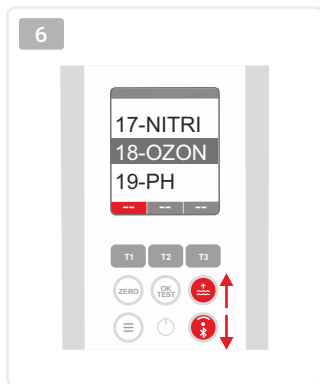 6
17-NITRI
18-OZON
19-PH
-- -- --
T1 T2 T3
ZERO OK TEST